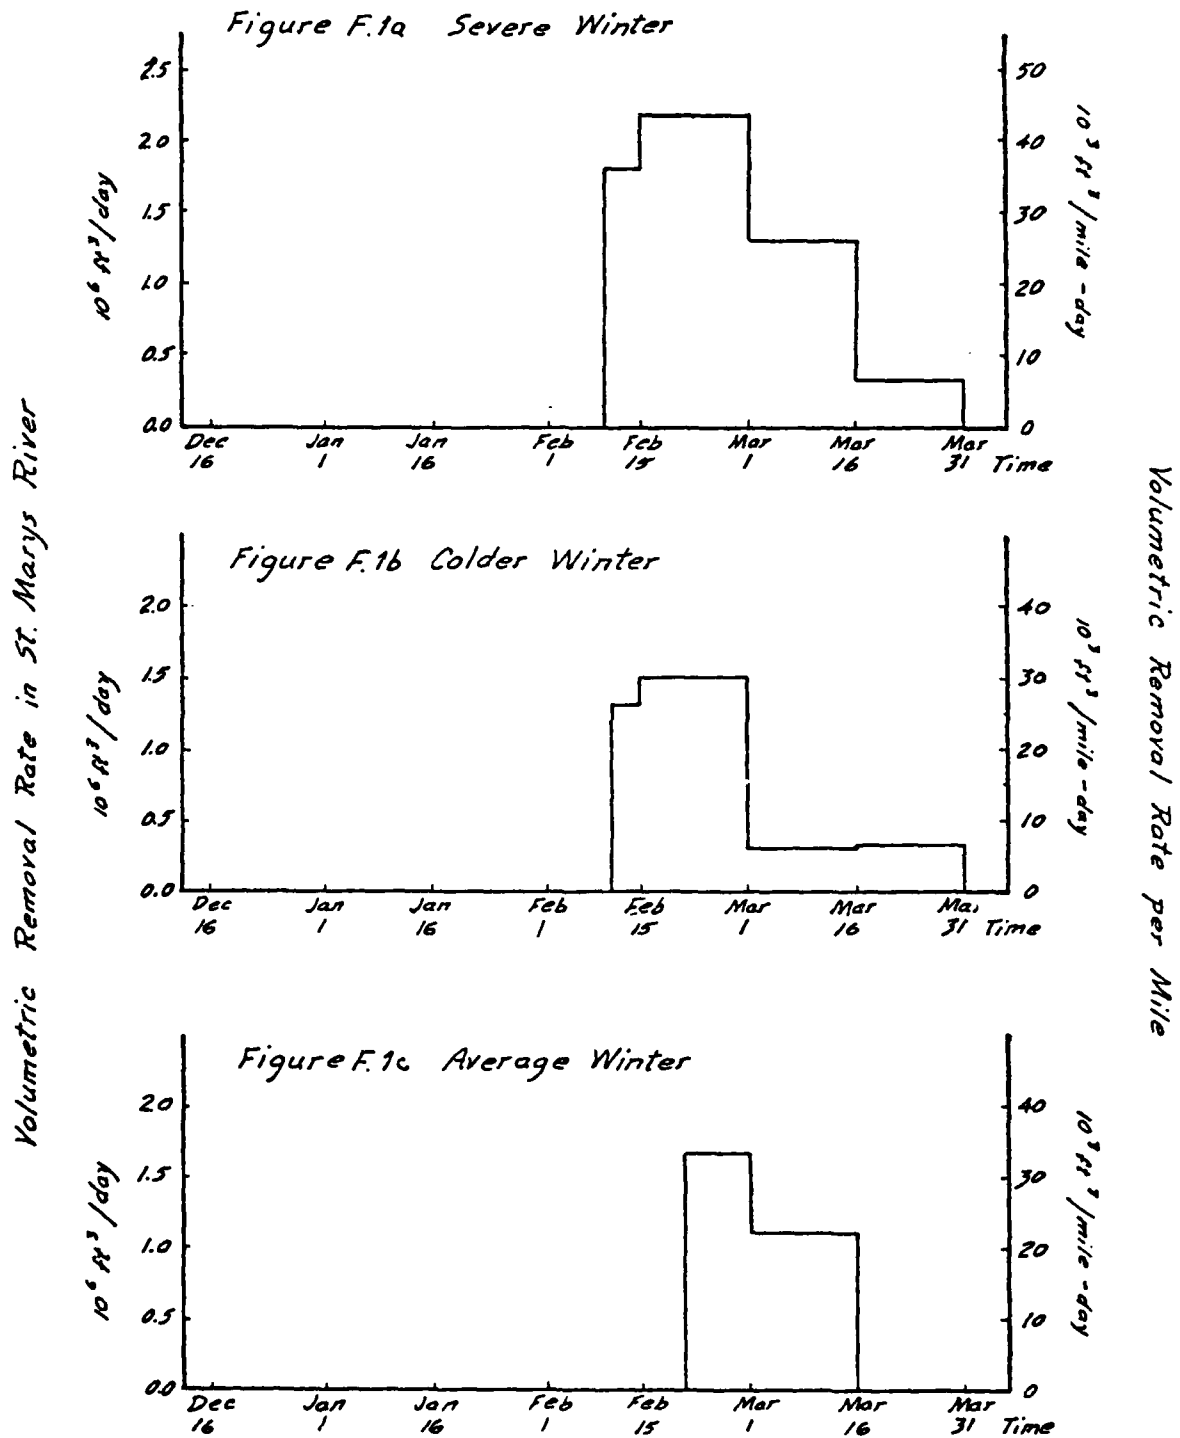 Figure F.1a Severe Winter
2.5
2.0
1.5
1.0
0.5
0.0
10⁶ ft³/day
50
40
30
20
10
0
10³ ft³/mile-day
Dec 16
Jan 1
Jan 16
Feb 1
Feb 15
Mar 1
Mar 16
Mar 31
Time
Volumetric Removal Rate in St. Marys River
Volumetric Removal Rate per Mile
Figure F.1b Colder Winter
2.0
1.5
1.0
0.5
0.0
10⁶ ft³/day
40
30
20
10
0
10³ ft³/mile-day
Dec 16
Jan 1
Jan 16
Feb 1
Feb 15
Mar 1
Mar 16
Mar 31
Time
Figure F.1c Average Winter
2.0
1.5
1.0
0.5
0.0
10⁶ ft³/day
40
30
20
10
0
10³ ft³/mile-day
Dec 16
Jan 1
Jan 16
Feb 1
Feb 15
Mar 1
Mar 16
Mar 31
Time